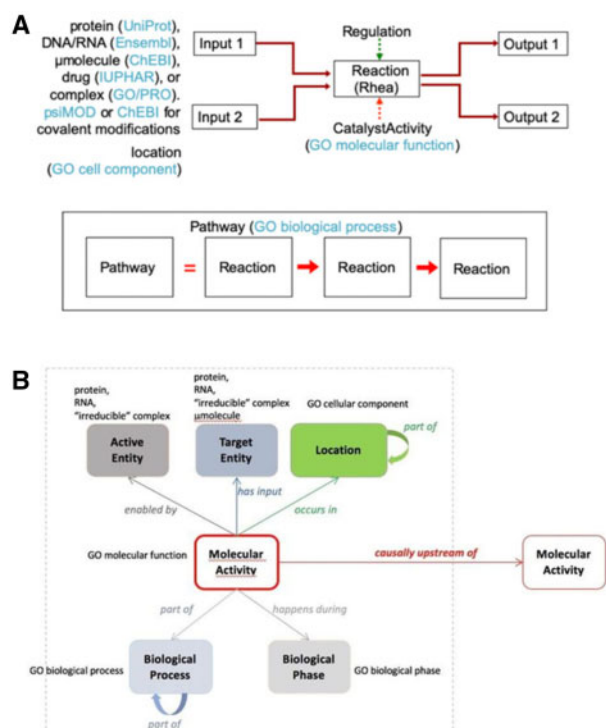 A
protein (UniProt),
DNA/RNA (Ensembl),
µmolecule (ChEBI),
drug (IUPHAR), or
complex (GO/PRO).
psiMOD or ChEBI for
covalent modifications
location
(GO cell component)
Input 1
Input 2
Regulation
Reaction
(Rhea)
CatalystActivity
(GO molecular function)
Output 1
Output 2
Pathway (GO biological process)
Pathway
=
Reaction
Reaction
Reaction
B
protein,
RNA,
"irreducible" complex
Active
Entity
protein,
RNA,
"irreducible" complex
µmolecule
Target
Entity
GO cellular component
Location
part of
enabled by
has input
occurs in
GO molecular function
Molecular
Activity
causally upstream of
Molecular
Activity
part of
happens during
GO biological process
Biological
Process
Biological
Phase
GO biological phase
part of